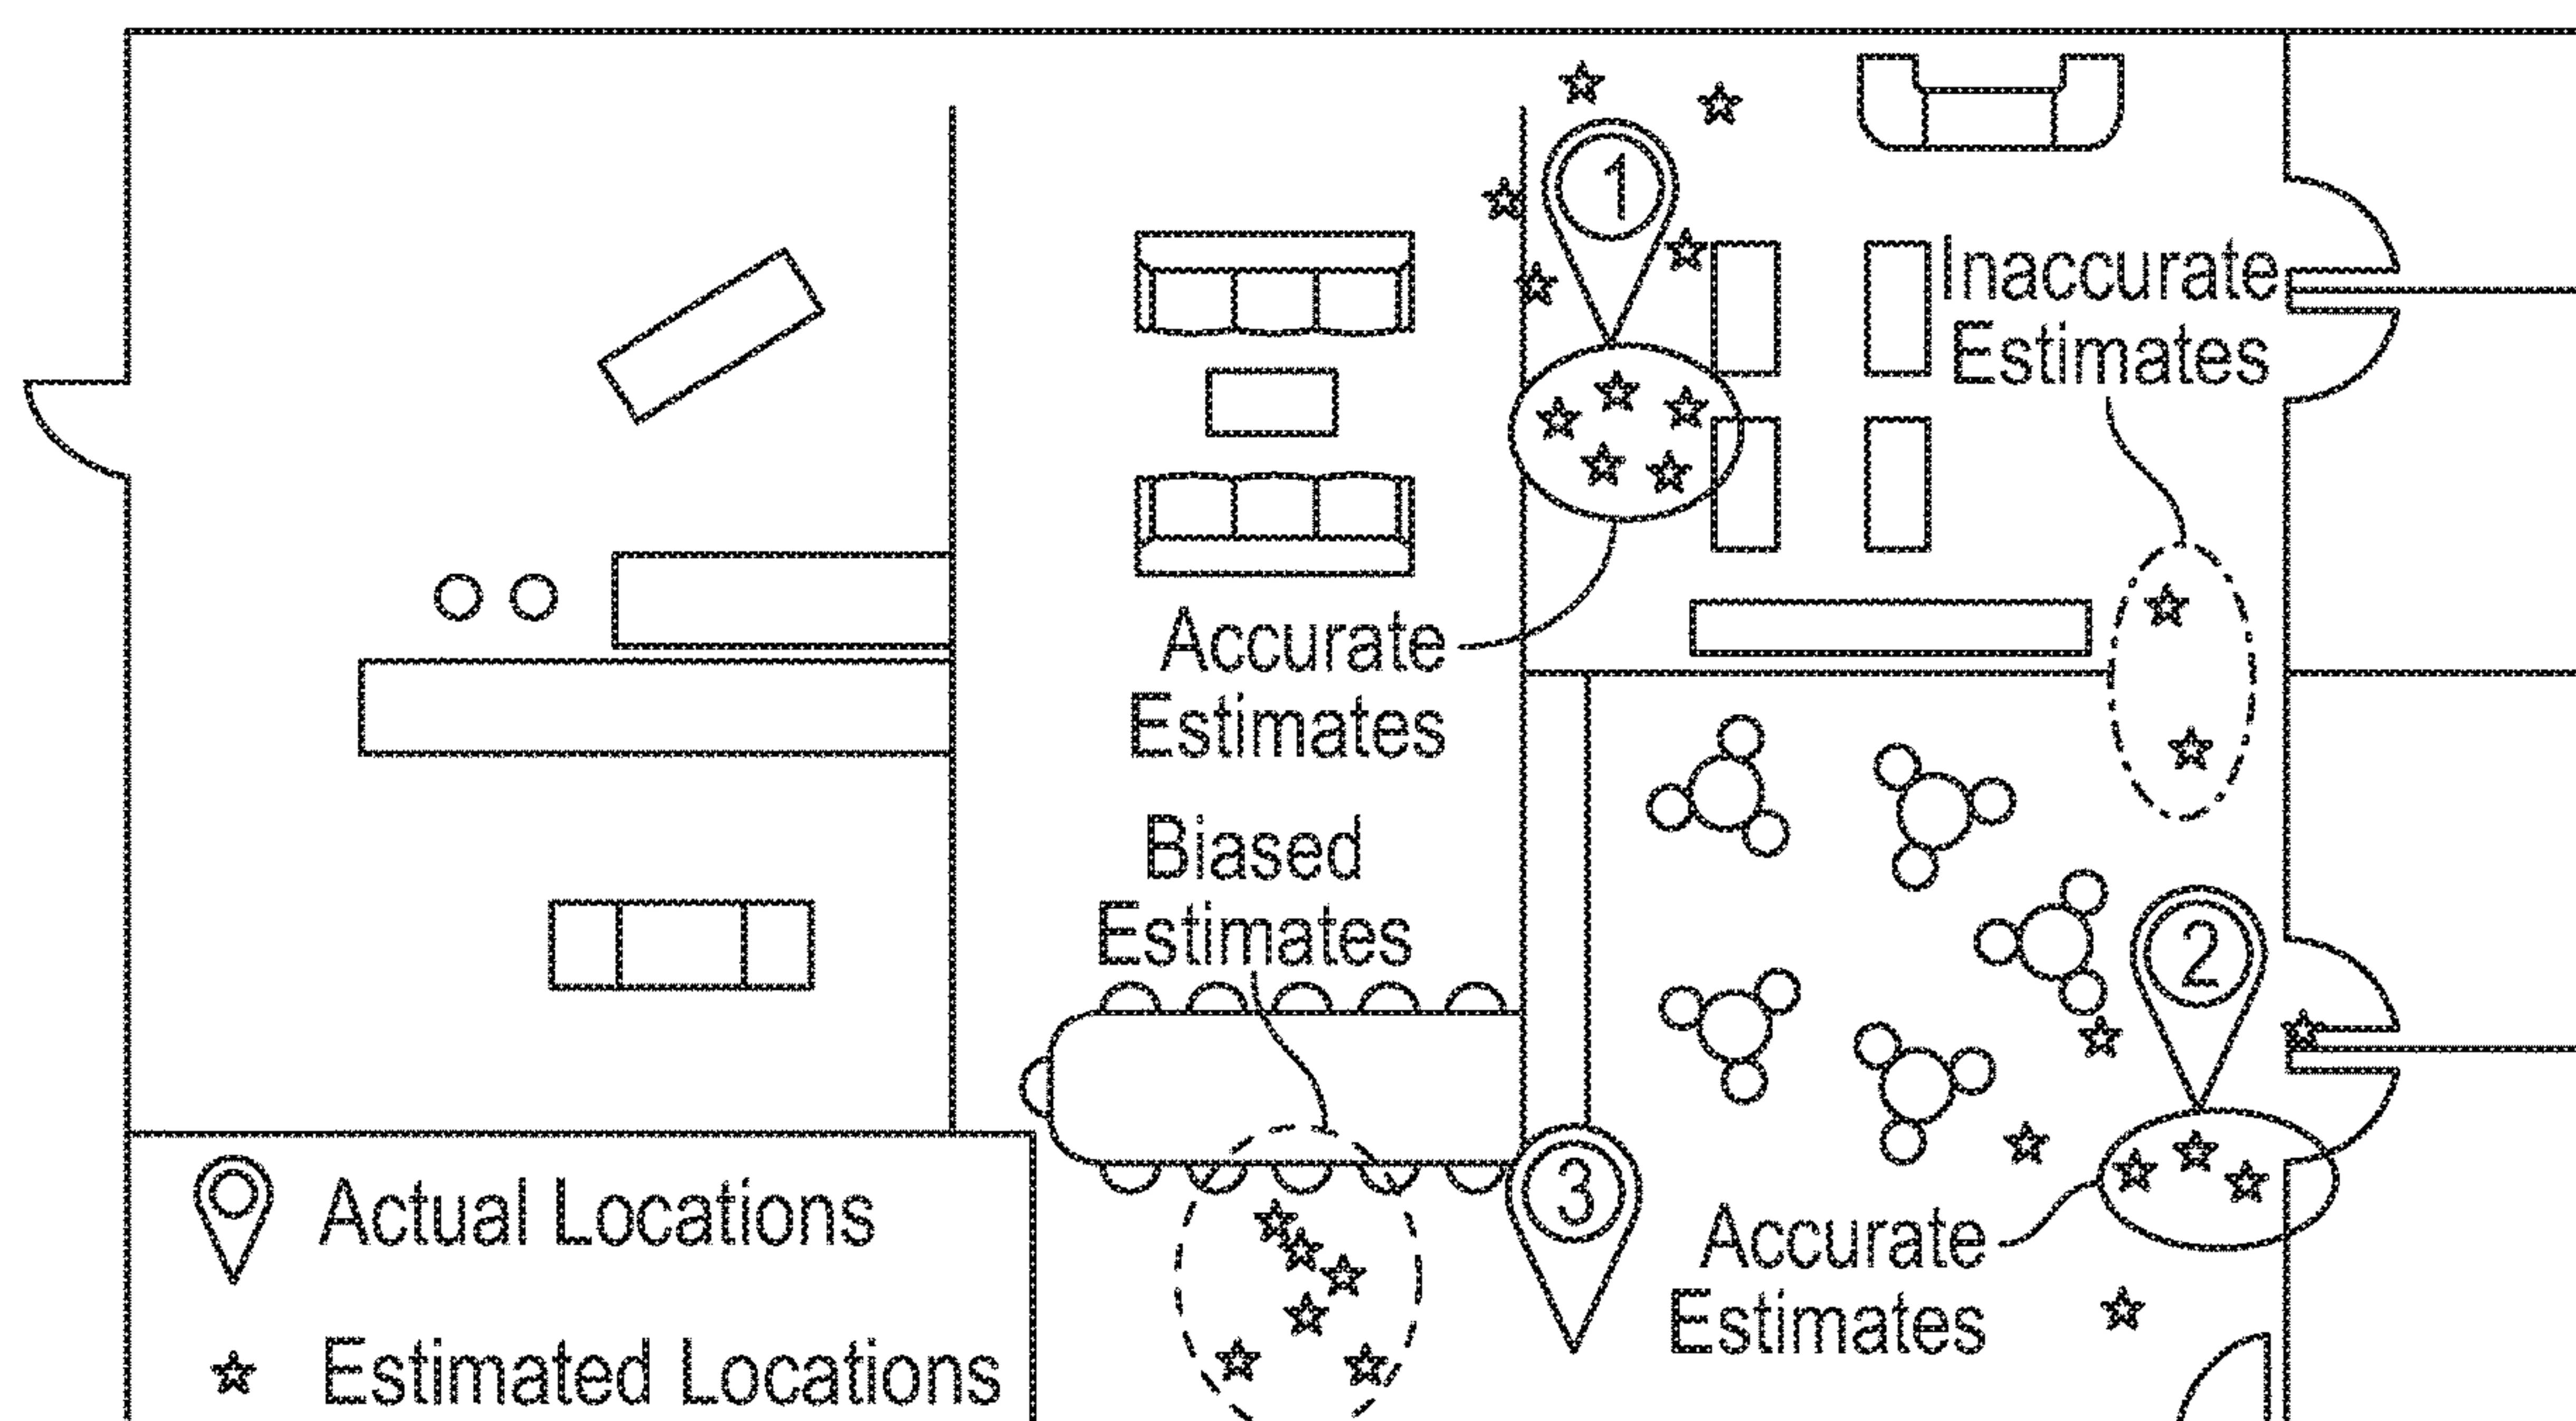 1
Inaccurate
Estimates
Accurate
Estimates
Biased
Estimates
2
3
Accurate
Estimates
Actual Locations
Estimated Locations